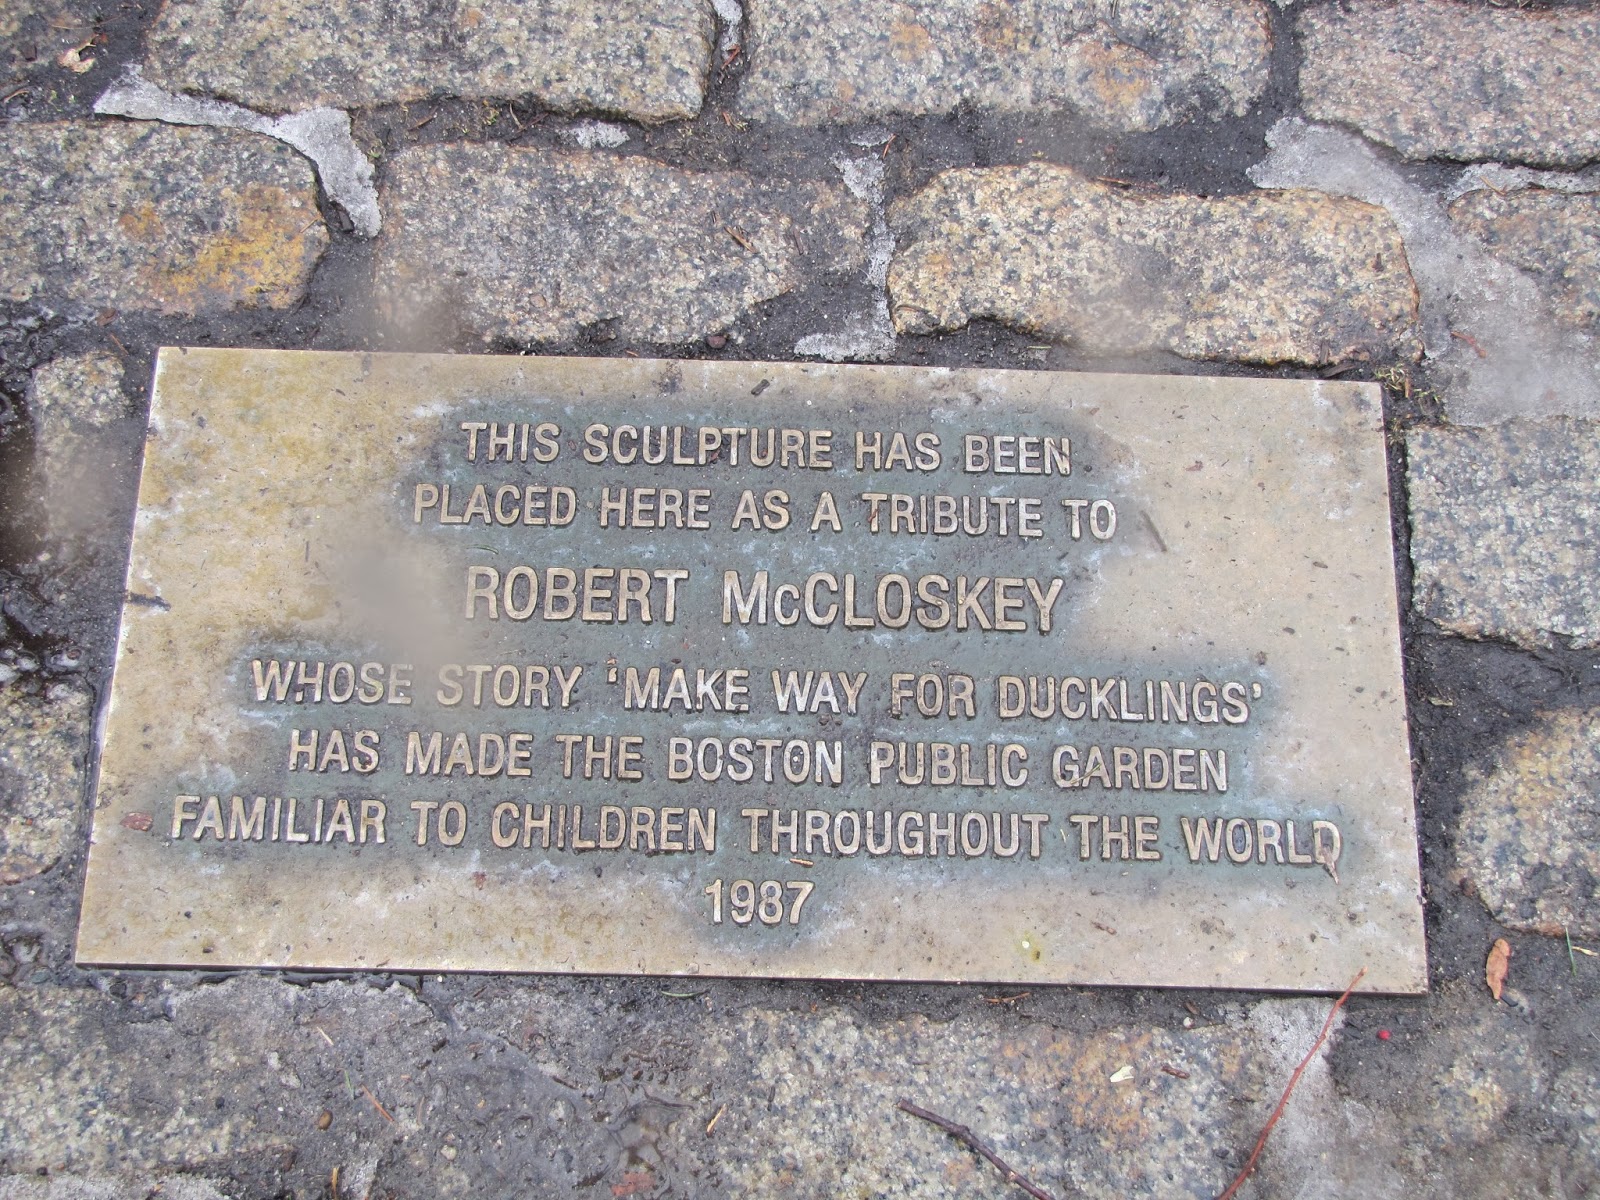 THIS SCULPTURE HAS BEEN
PLACED HERE AS A TRIBUTE TO
ROBERT McCLOSKEY
WHOSE STORY 'MAKE WAY FOR DUCKLINGS'
HAS MADE THE BOSTON PUBLIC GARDEN
FAMILIAR TO CHILDREN THROUGHOUT THE WORLD
1987